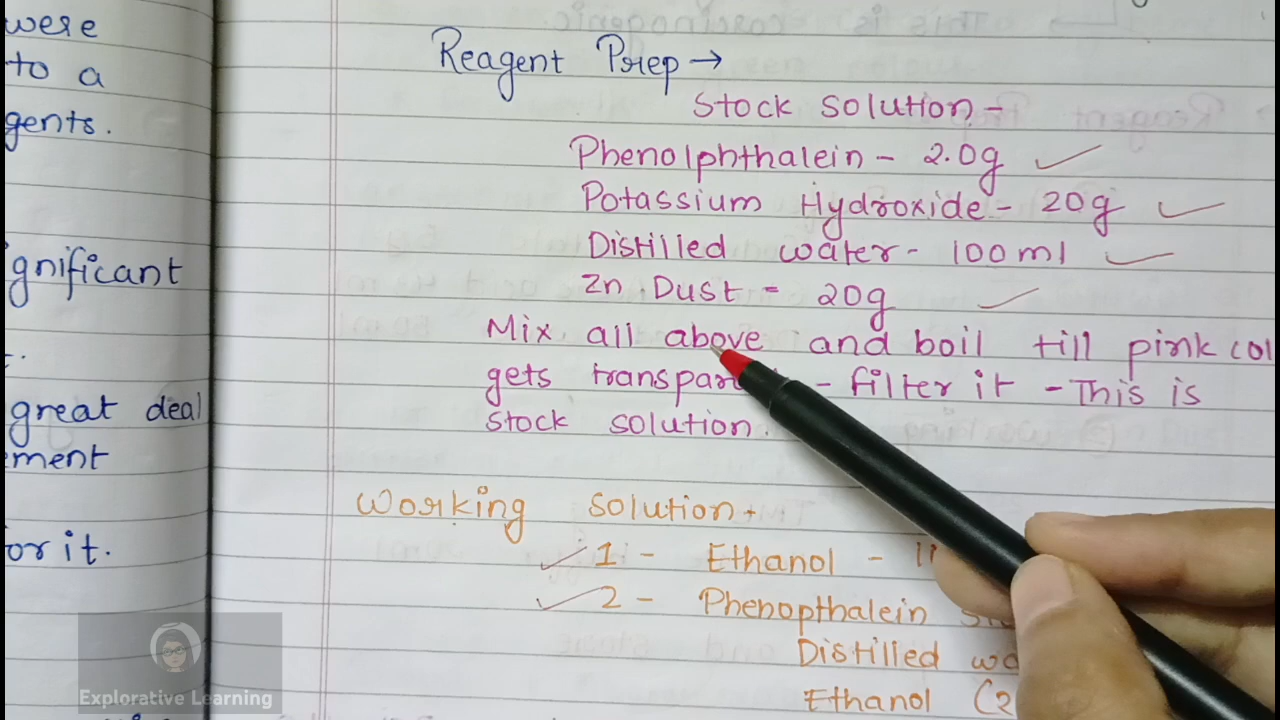 were
to a
gents.
gnificant
great deal
ment
or it.
Reagent Prep →
Stock Solution -
Phenolphthalein - 2.0g ✓
Potassium Hydroxide - 20g ✓
Distilled water - 100ml ✓
Zn Dust = 20g ✓
Mix all above and boil till pink col
gets transparent - filter it - This is
stock solution.
Working Solution -
✓ 1 - Ethanol -
✓ 2 - Phenopthalein
Distilled
Ethanol
Explorative Learning